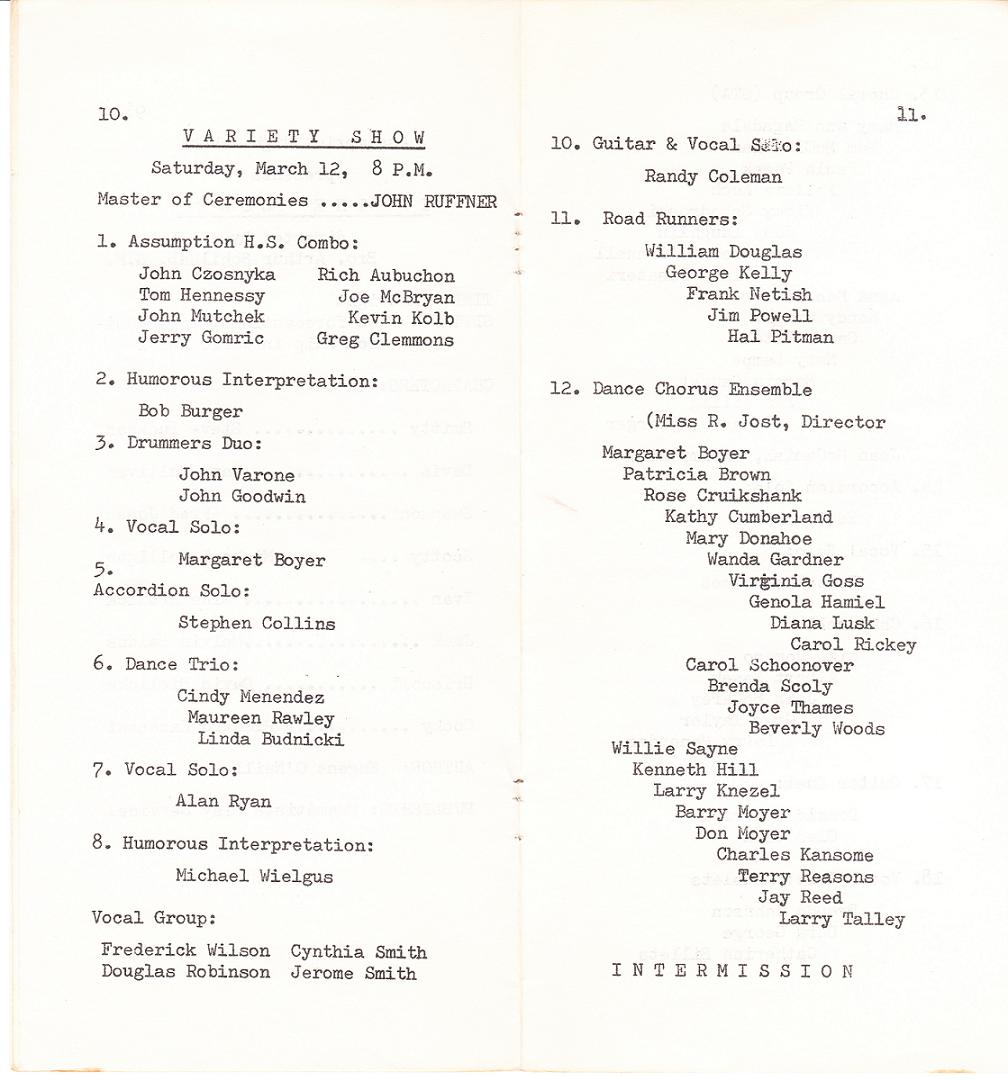 10.
VARIETY SHOW
Saturday, March 12, 8 P.M.
Master of Ceremonies .....JOHN RUFFNER
1. Assumption H.S. Combo:
John Czosnyka Rich Aubuchon
Tom Hennessy Joe McBryan
John Mutchek Kevin Kolb
Jerry Gomric Greg Clemmons
2. Humorous Interpretation:
Bob Burger
3. Drummers Duo:
John Varone
John Goodwin
4. Vocal Solo:
Margaret Boyer
5.
Accordion Solo:
Stephen Collins
6. Dance Trio:
Cindy Menendez
Maureen Rawley
Linda Budnicki
7. Vocal Solo:
Alan Ryan
8. Humorous Interpretation:
Michael Wielgus
Vocal Group:
Frederick Wilson Cynthia Smith
Douglas Robinson Jerome Smith
11.
10. Guitar & Vocal Solo:
Randy Coleman
11. Road Runners:
William Douglas
George Kelly
Frank Netish
Jim Powell
Hal Pitman
12. Dance Chorus Ensemble
(Miss R. Jost, Director
Margaret Boyer
Patricia Brown
Rose Cruikshank
Kathy Cumberland
Mary Donahoe
Wanda Gardner
Virginia Goss
Genola Hamiel
Diana Lusk
Carol Rickey
Carol Schoonover
Brenda Scoly
Joyce Thames
Beverly Woods
Willie Sayne
Kenneth Hill
Larry Knezel
Barry Moyer
Don Moyer
Charles Kansome
Terry Reasons
Jay Reed
Larry Talley
INTERMISSION